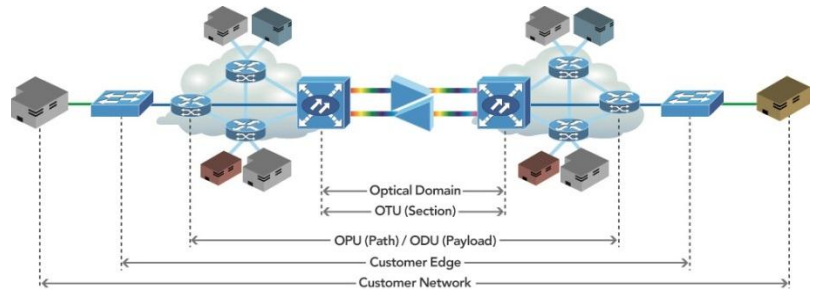 Optical Domain
OTU (Section)
OPU (Path) / ODU (Payload)
Customer Edge
Customer Network